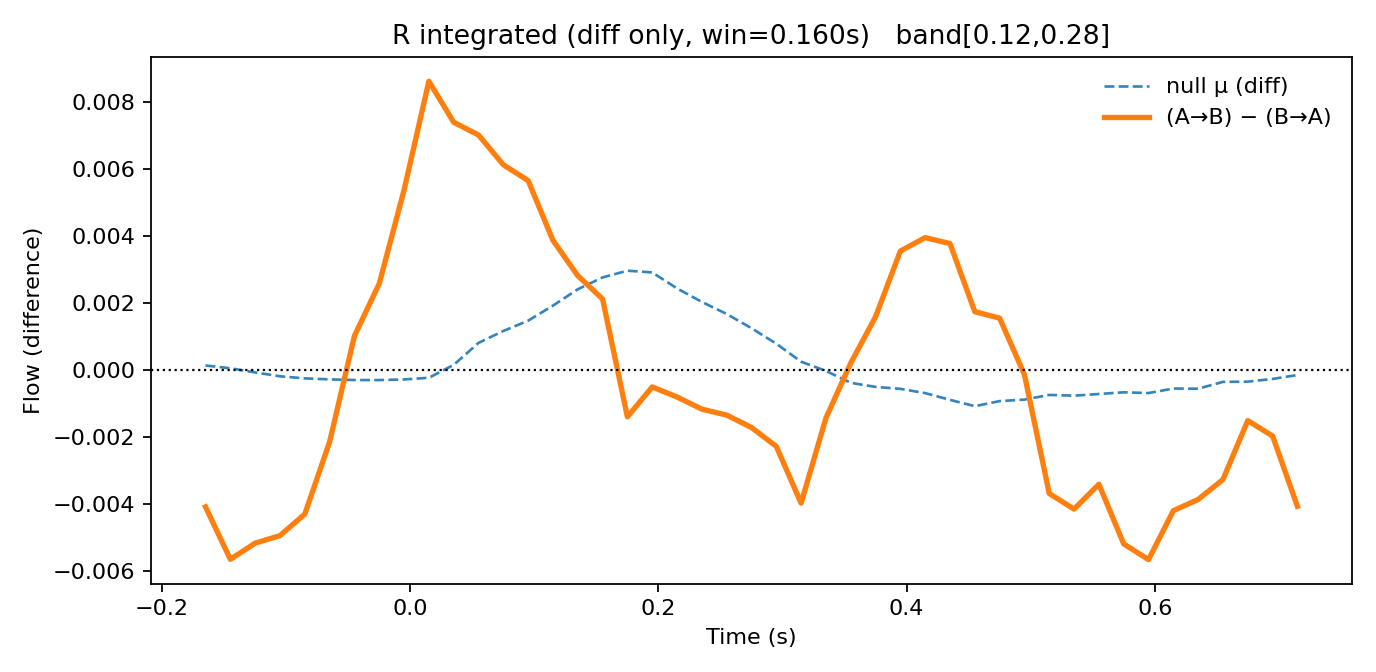 R integrated (diff only, win=0.160s)   band[0.12,0.28]
null μ (diff)
(A→B) − (B→A)
Flow (difference)
0.008
0.006
0.004
0.002
0.000
−0.002
−0.004
−0.006
−0.2
0.0
0.2
0.4
0.6
Time (s)